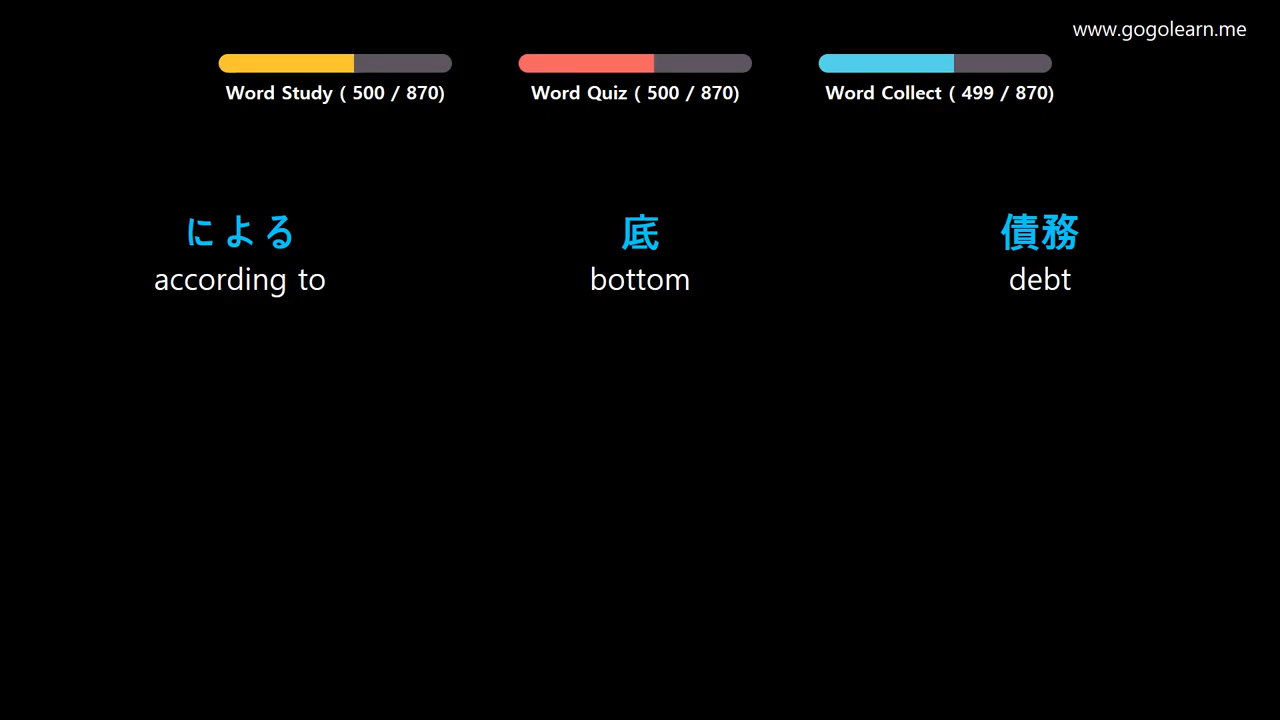 www.gogolearn.me
Word Study ( 500 / 870)
Word Quiz ( 500 / 870)
Word Collect ( 499 / 870)
による
according to
底
bottom
債務
debt